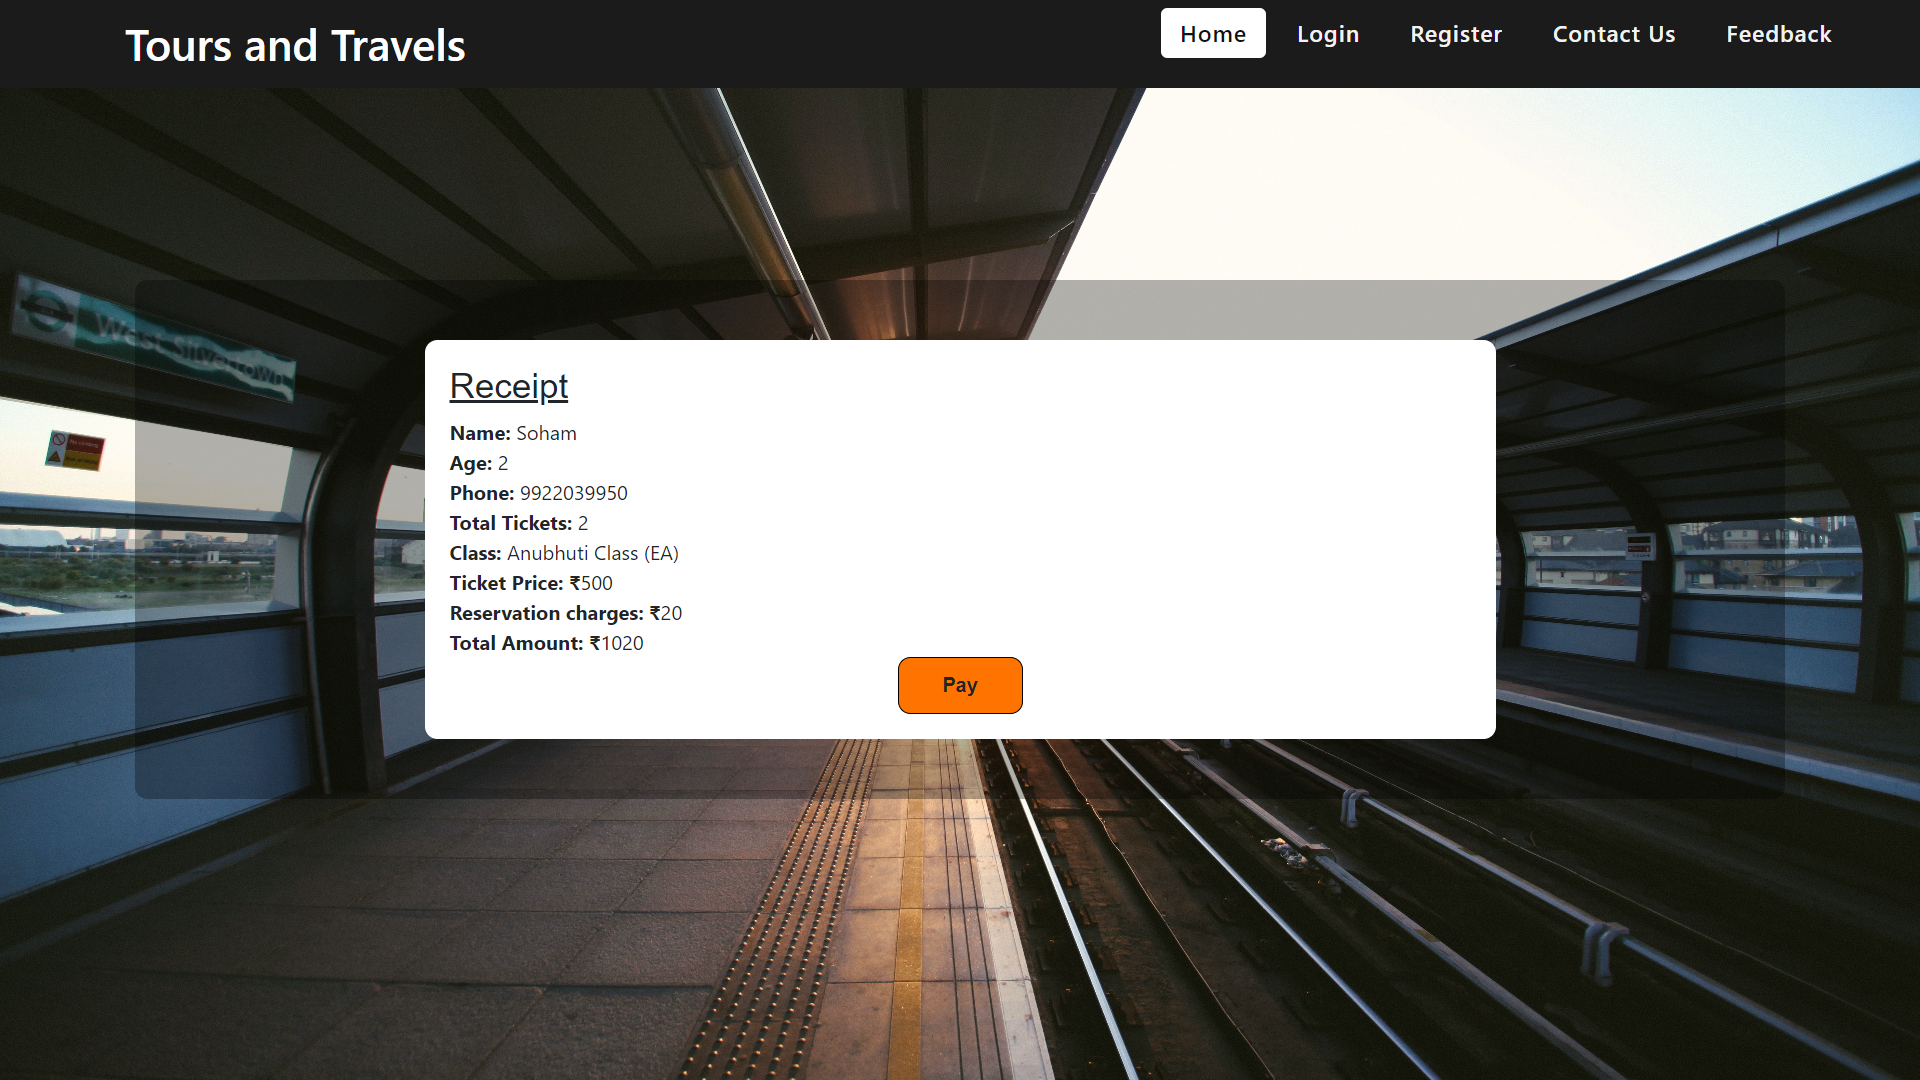 Tours and Travels
Home
Login
Register
Contact Us
Feedback
West Silvertown
Receipt
Name: Soham
Age: 2
Phone: 9922039950
Total Tickets: 2
Class: Anubhuti Class (EA)
Ticket Price: ₹500
Reservation charges: ₹20
Total Amount: ₹1020
Pay